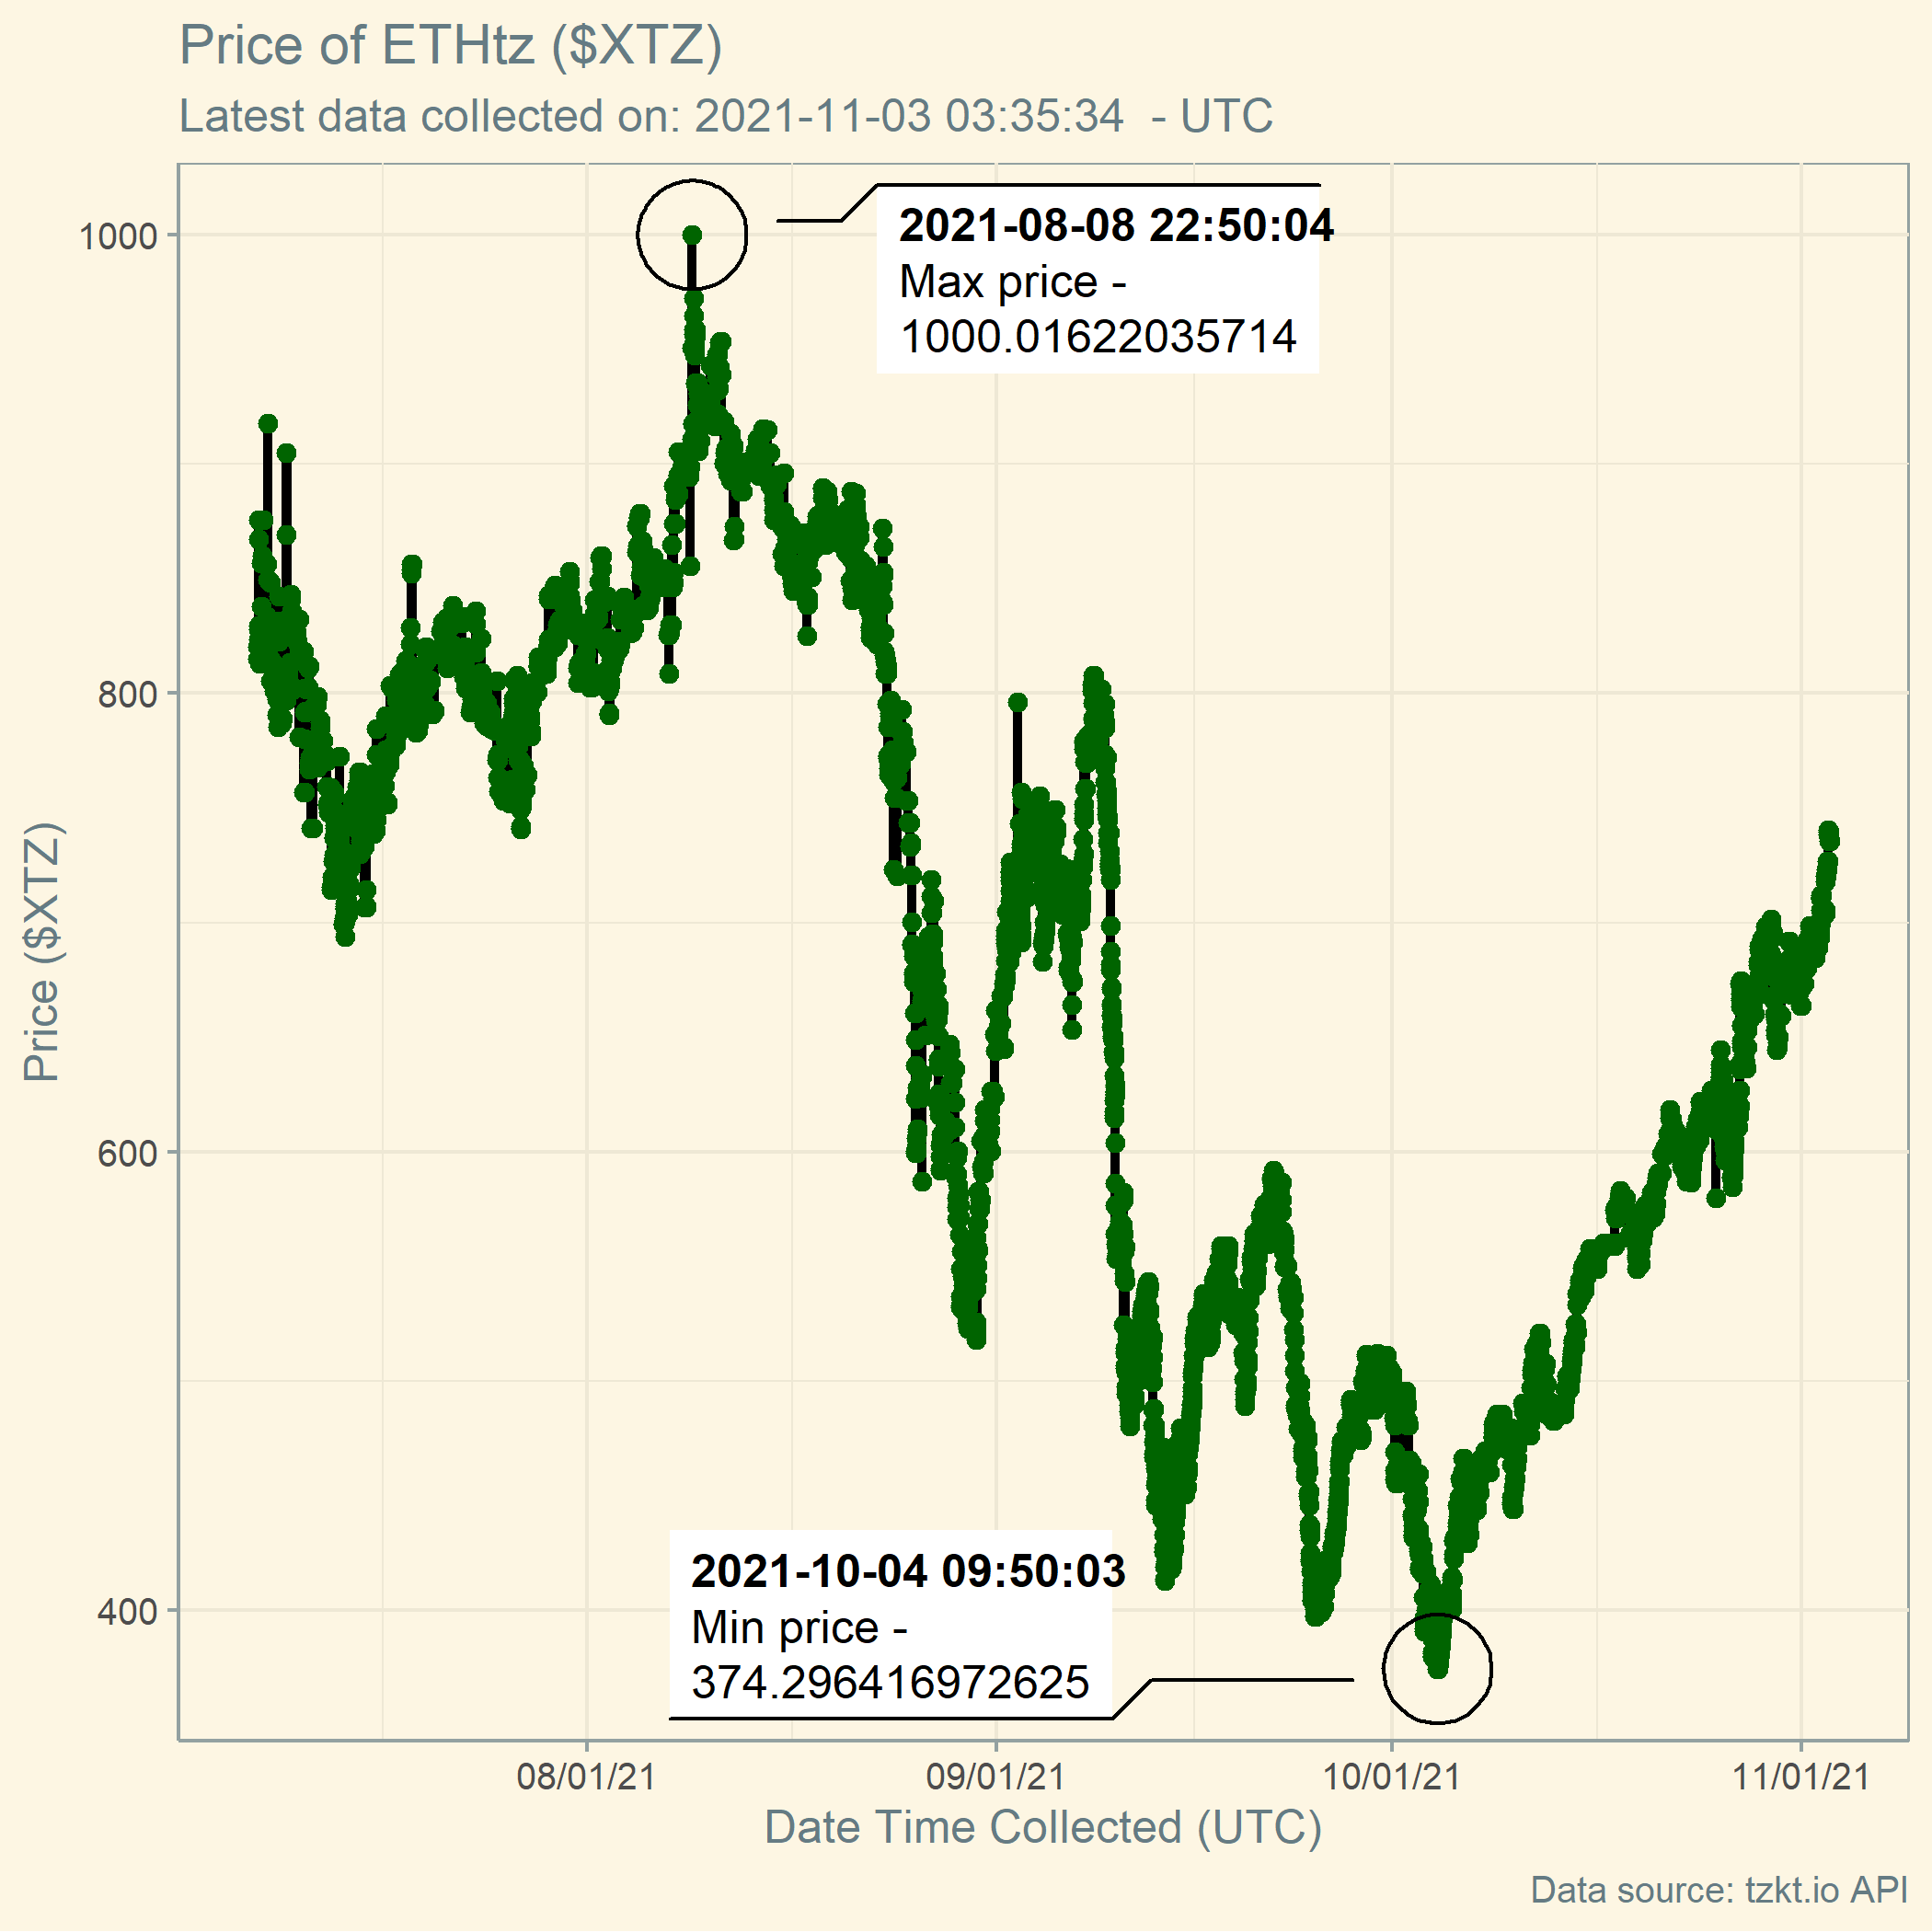 Price of ETHtz ($XTZ)
Latest data collected on: 2021-11-03 03:35:34  - UTC
2021-08-08 22:50:04
Max price -
1000.01622035714
1000
800
600
400
Price ($XTZ)
2021-10-04 09:50:03
Min price -
374.296416972625
08/01/21
09/01/21
10/01/21
11/01/21
Date Time Collected (UTC)
Data source: tzkt.io API